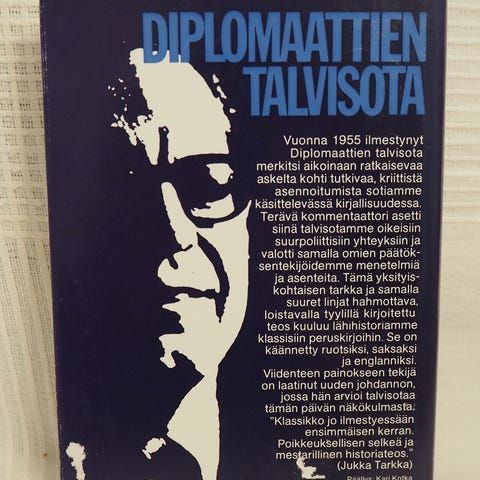 DIPLOMAATTIEN
TALVISOTA
Vuonna 1955 ilmestynyt
Diplomaattien talvisota
merkitsi aikoinaan ratkaisevaa
askelta kohti tutkivaa, kriittistä
asennoitumista sotiamme
käsittelevässä kirjallisuudessa.
Terävä kommentaattori asetti
siinä talvisotamme oikeisiin
suurpoliittisiin yhteyksiin ja
valotti samalla omien päätök-
sentekijöidemme menetelmiä
ja asenteita. Tämä yksityis-
kohtaisen tarkka ja samalla
suuret linjat hahmottava,
loistavalla tyylillä kirjoitettu
teos kuuluu lähihistoriamme
klassisiin peruskirjoihin. Se on
käännetty ruotsiksi, saksaksi
ja englanniksi.
Viidenteen painokseen tekijä
on laatinut uuden johdannon,
jossa hän arvioi talvisotaa
tämän päivän näkökulmasta.
"Klassikko jo ilmestyessään
ensimmäisen kerran.
Poikkeuksellisen selkeä ja
mestarillinen historiateos."
(Jukka Tarkka)
Päällys: Kari Kotka